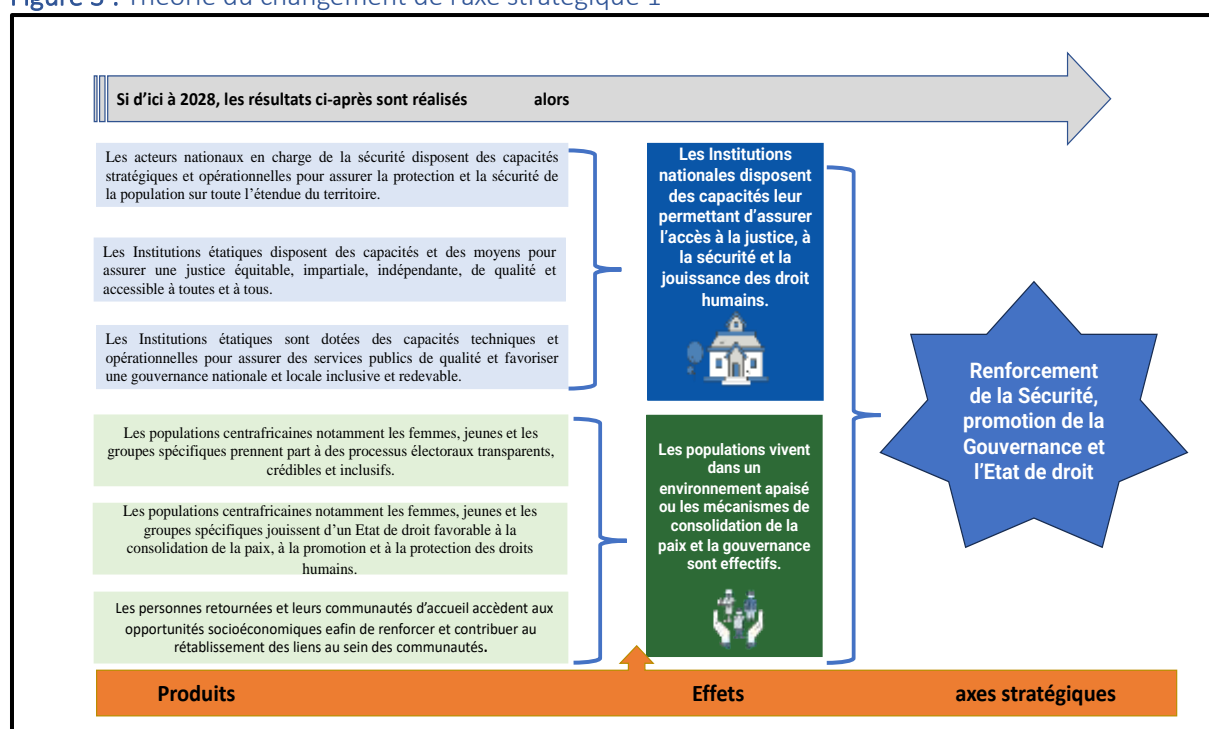 Figure 3 : Théorie du changement de l'axe stratégique 1
Si d'ici à 2028, les résultats ci-après sont réalisés alors
Les acteurs nationaux en charge de la sécurité disposent des capacités
stratégiques et opérationnelles pour assurer la protection et la sécurité de
la population sur toute l'étendue du territoire.
Les Institutions étatiques disposent des capacités et des moyens pour
assurer une justice équitable, impartiale, indépendante, de qualité et
accessible à toutes et à tous.
Les Institutions étatiques sont dotées des capacités techniques et
opérationnelles pour assurer des services publics de qualité et favoriser
une gouvernance nationale et locale inclusive et redevable.
Les populations centrafricaines notamment les femmes, jeunes et les
groupes spécifiques prennent part à des processus électoraux transparents,
crédibles et inclusifs.
Les populations centrafricaines notamment les femmes, jeunes et les
groupes spécifiques jouissent d'un Etat de droit favorable à la
consolidation de la paix, à la promotion et à la protection des droits
humains.
Les personnes retournées et leurs communautés d'accueil accèdent aux
opportunités socioéconomiques eafin de renforcer et contribuer au
rétablissement des liens au sein des communautés.
Les Institutions
nationales disposent
des capacités leur
permettant d'assurer
l'accès à la justice, à
la sécurité et la
jouissance des droit
humains.
Les populations vivent
dans un
environnement apaisé
ou les mécanismes de
consolidation de la
paix et la gouvernance
sont effectifs.
Renforcement
de la Sécurité,
promotion de la
Gouvernance et
l'Etat de droit
Produits Effets axes stratégiques